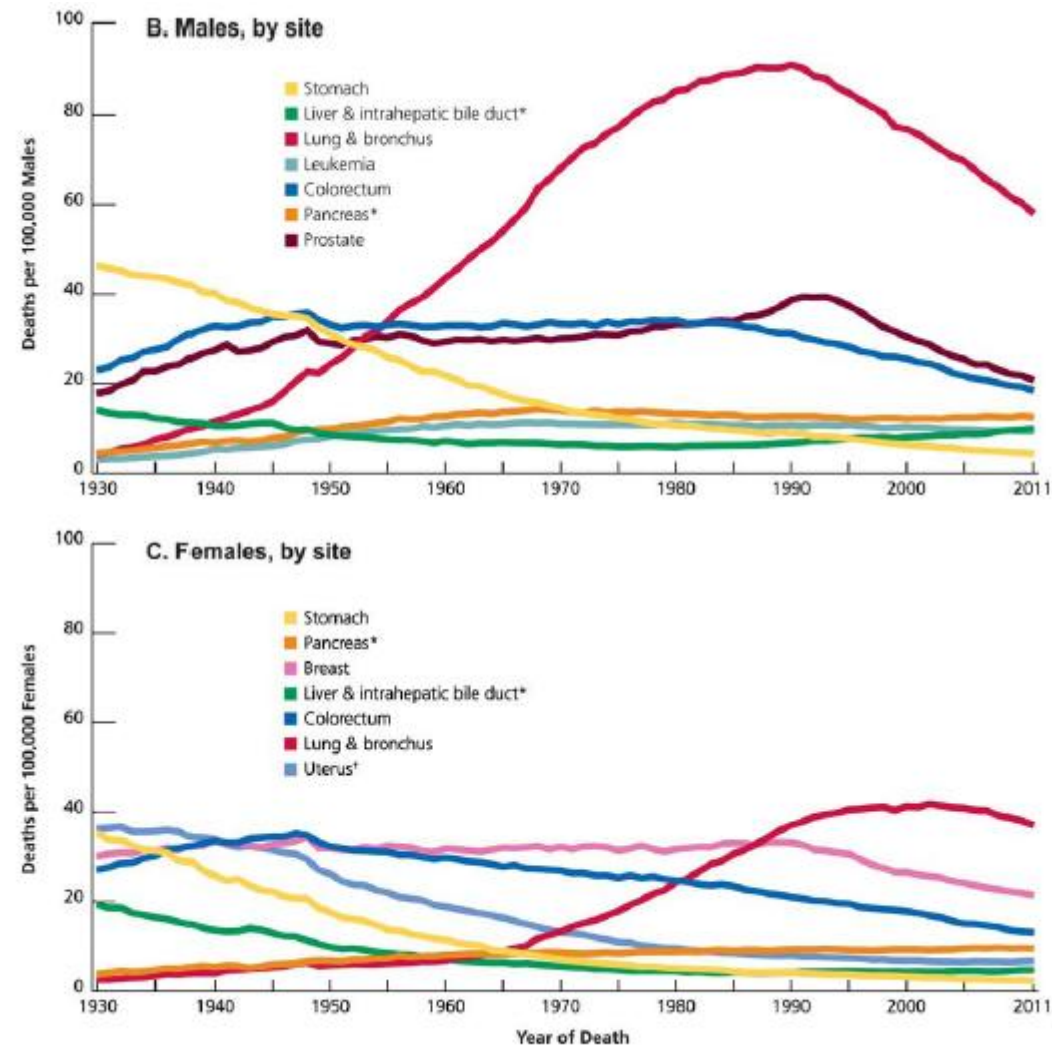 B. Males, by site
Deaths per 100,000 Males
100
80
60
40
20
0
Stomach
Liver & intrahepatic bile duct*
Lung & bronchus
Leukemia
Colorectum
Pancreas*
Prostate
1930 1940 1950 1960 1970 1980 1990 2000 2011
C. Females, by site
Deaths per 100,000 Females
100
80
60
40
20
0
Stomach
Pancreas*
Breast
Liver & intrahepatic bile duct*
Colorectum
Lung & bronchus
Uterus†
1930 1940 1950 1960 1970 1980 1990 2000 2011
Year of Death